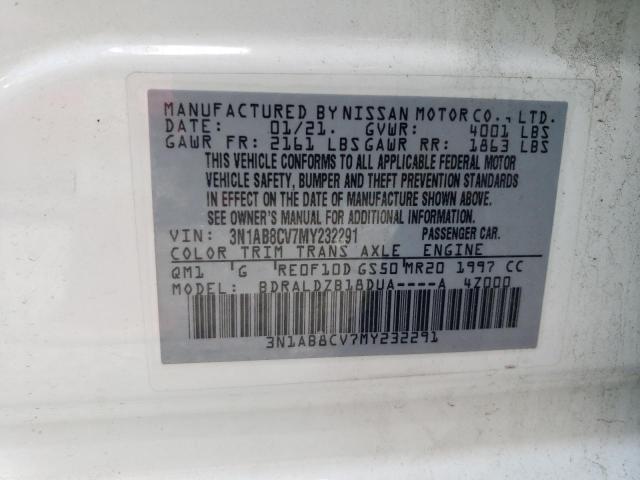 MANUFACTURED BY NISSAN MOTOR CO., LTD.
DATE: 01/21. GVWR: 4001 LBS
GAWR FR: 2161 LBS GAWR RR: 1863 LBS
THIS VEHICLE CONFORMS TO ALL APPLICABLE FEDERAL MOTOR
VEHICLE SAFETY, BUMPER AND THEFT PREVENTION STANDARDS
IN EFFECT ON THE DATE OF MANUFACTURE SHOWN ABOVE.
SEE OWNER'S MANUAL FOR ADDITIONAL INFORMATION.
VIN: 3N1AB8CV7MY232291 PASSENGER CAR.
COLOR TRIM TRANS AXLE ENGINE
QM1 G RE0F10D GS50 MR20 1997 CC
MODEL: BDRALDZB18DUA----A 4Z000
3N1AB8CV7MY232291